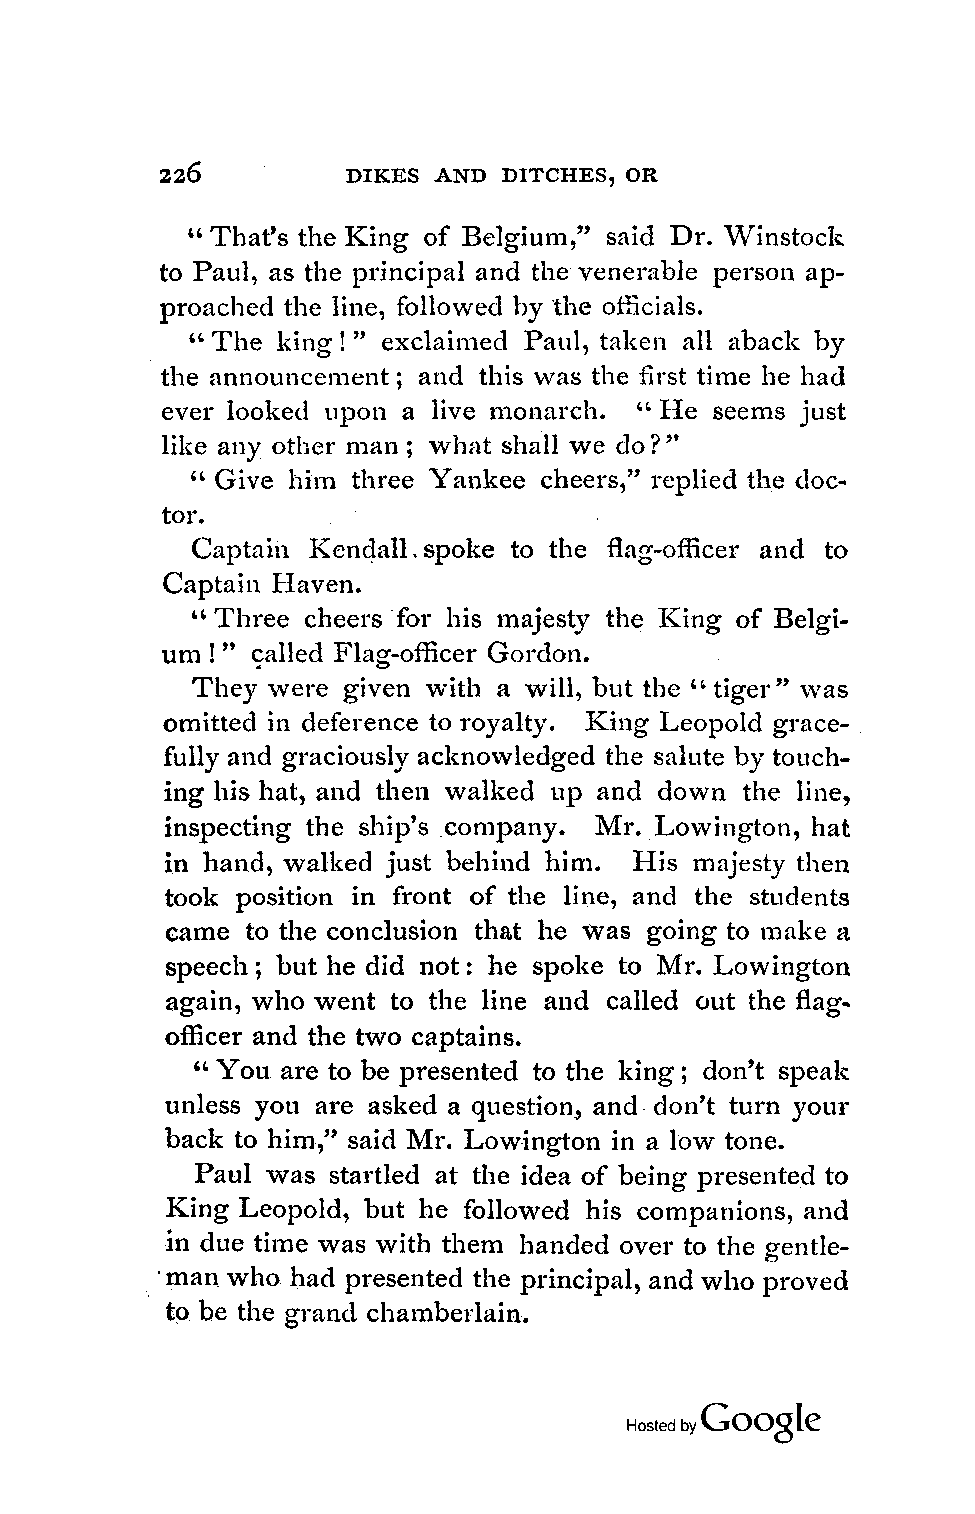 226 DIKES AND DITCHES, OR
“That's the King of Belgium,” said Dr. Winstock
to Paul, as the principal and the venerable person ap-
proached the line, followed by the officials.
“The king!” exclaimed Paul, taken all aback by
the announcement; and this was the first time he had
ever looked upon a live monarch. “He seems just
like any other man; what shall we do?”
“Give him three Yankee cheers,” replied the doc-
tor.
Captain Kendall spoke to the flag-officer and to
Captain Haven.
“Three cheers for his majesty the King of Belgi-
um!” called Flag-officer Gordon.
They were given with a will, but the “tiger” was
omitted in deference to royalty. King Leopold grace-
fully and graciously acknowledged the salute by touch-
ing his hat, and then walked up and down the line,
inspecting the ship's company. Mr. Lowington, hat
in hand, walked just behind him. His majesty then
took position in front of the line, and the students
came to the conclusion that he was going to make a
speech; but he did not: he spoke to Mr. Lowington
again, who went to the line and called out the flag-
officer and the two captains.
“You are to be presented to the king; don't speak
unless you are asked a question, and don't turn your
back to him,” said Mr. Lowington in a low tone.
Paul was startled at the idea of being presented to
King Leopold, but he followed his companions, and
in due time was with them handed over to the gentle-
man who had presented the principal, and who proved
to be the grand chamberlain.
Hosted by Google